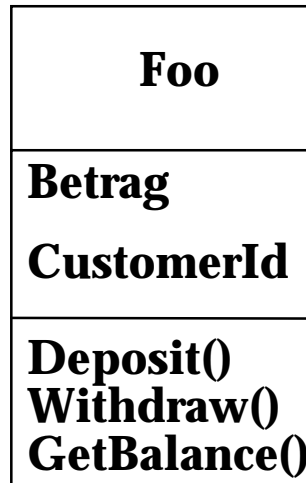 Foo
Betrag
CustomerId
Deposit()
Withdraw()
GetBalance()